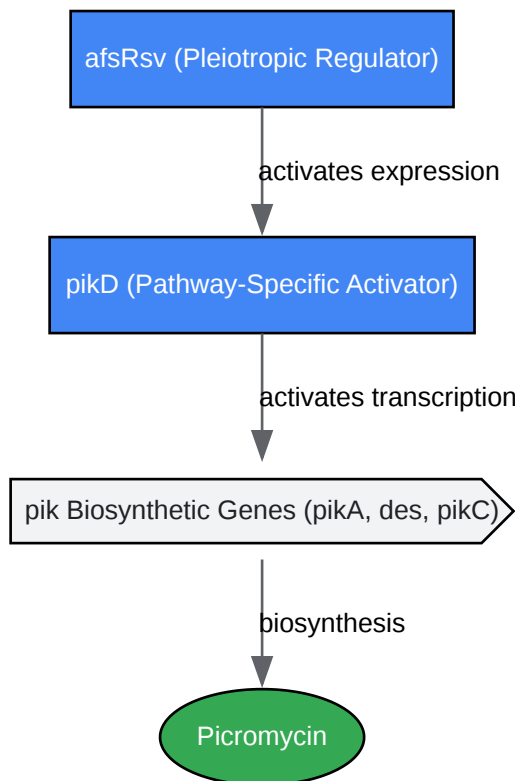 afsRsv (Pleiotropic Regulator)
activates expression
pikD (Pathway-Specific Activator)
activates transcription
pik Biosynthetic Genes (pikA, des, pikC)
biosynthesis
Picromycin